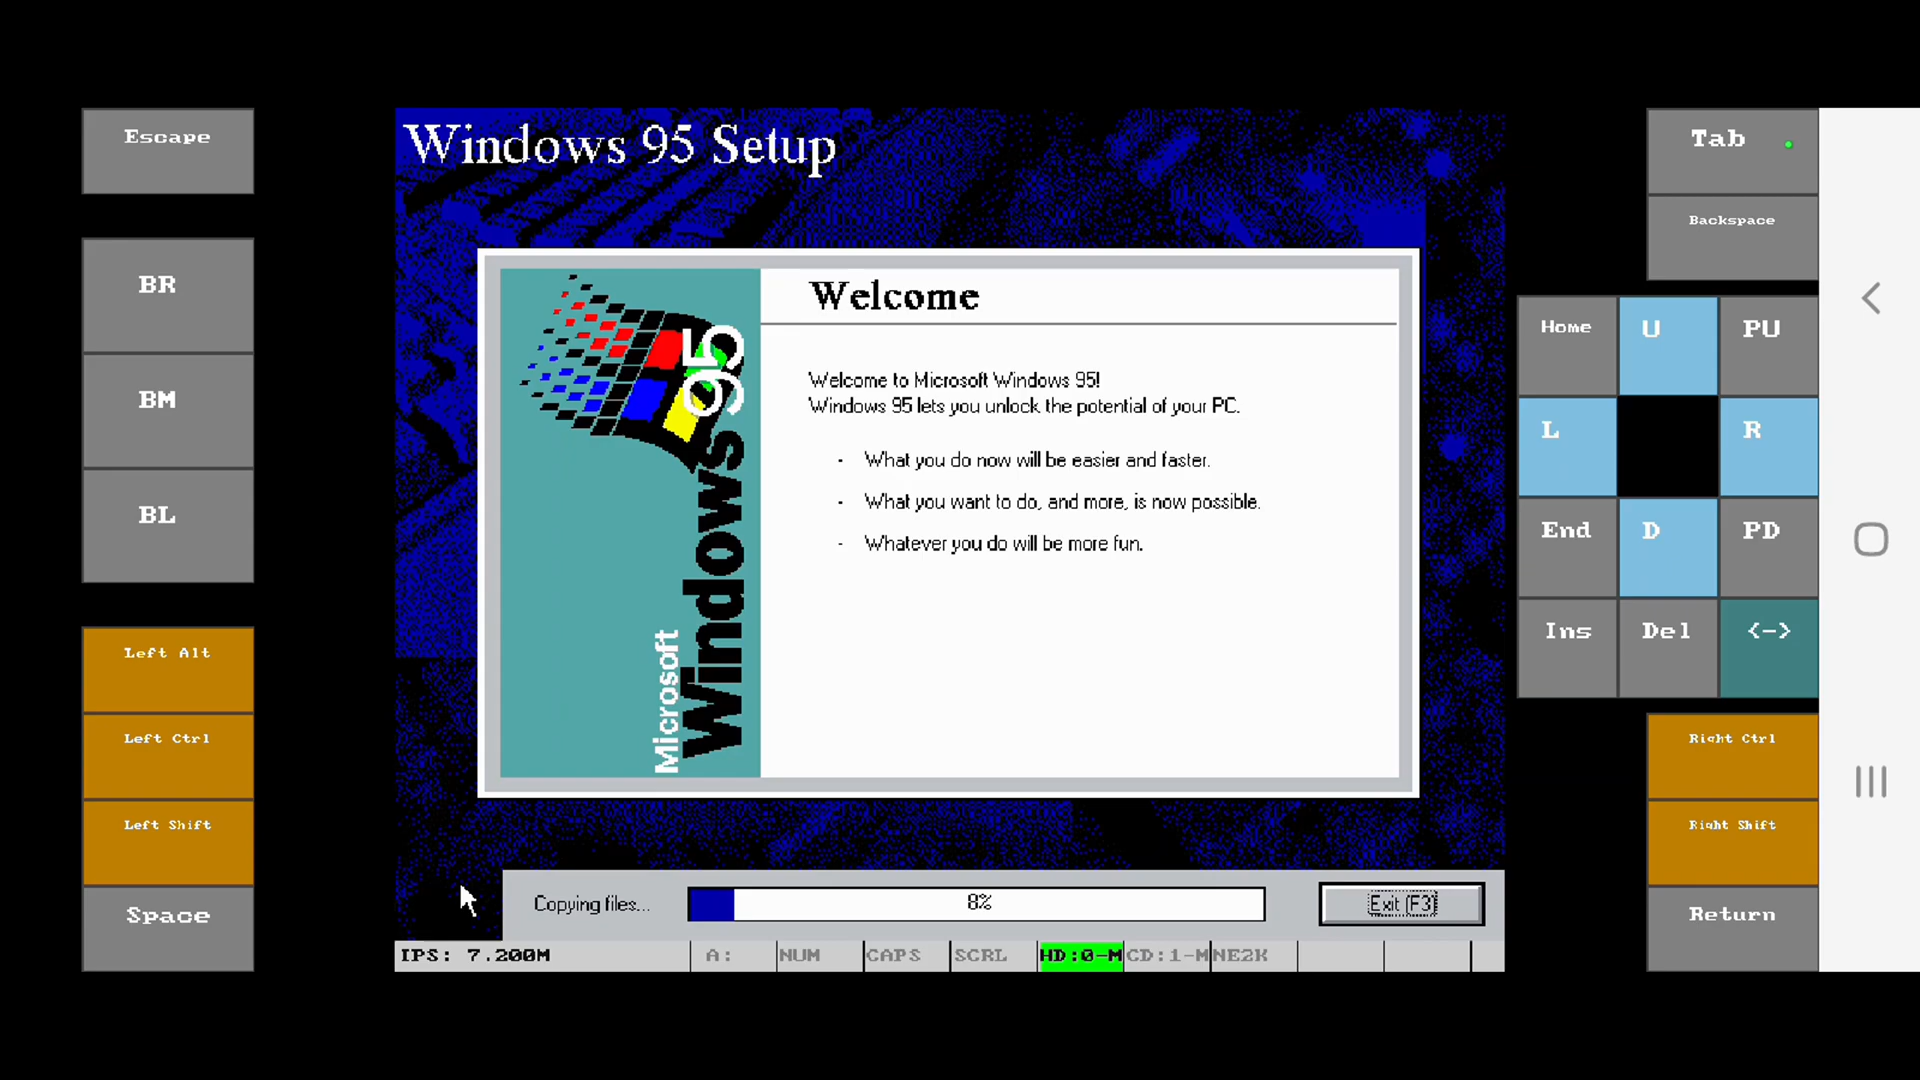 Escape
BR
BM
BL
Left Alt
Left Ctrl
Left Shift
Space
Windows 95 Setup
Microsoft
Windows 95
Welcome
Welcome to Microsoft Windows 95!
Windows 95 lets you unlock the potential of your PC.
- What you do now will be easier and faster.
- What you want to do, and more, is now possible.
- Whatever you do will be more fun.
Copying files...
8%
Exit (F3)
IPS: 7.200M
A:
NUM
CAPS
SCRL
HD:0-M
CD:1-M
NE2K
Tab
Backspace
Home
U
PU
L
R
End
D
PD
Ins
Del
<->
Right Ctrl
Right Shift
Return